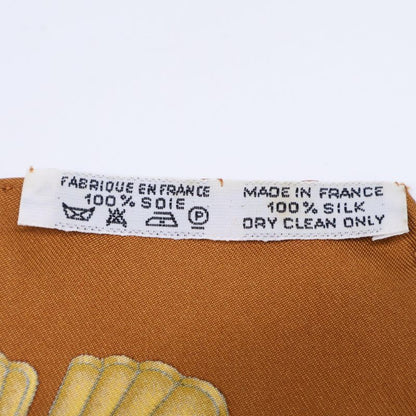 FABRIQUE EN FRANCE
100% SOIE
P
MADE IN FRANCE
100% SILK
DRY CLEAN ONLY